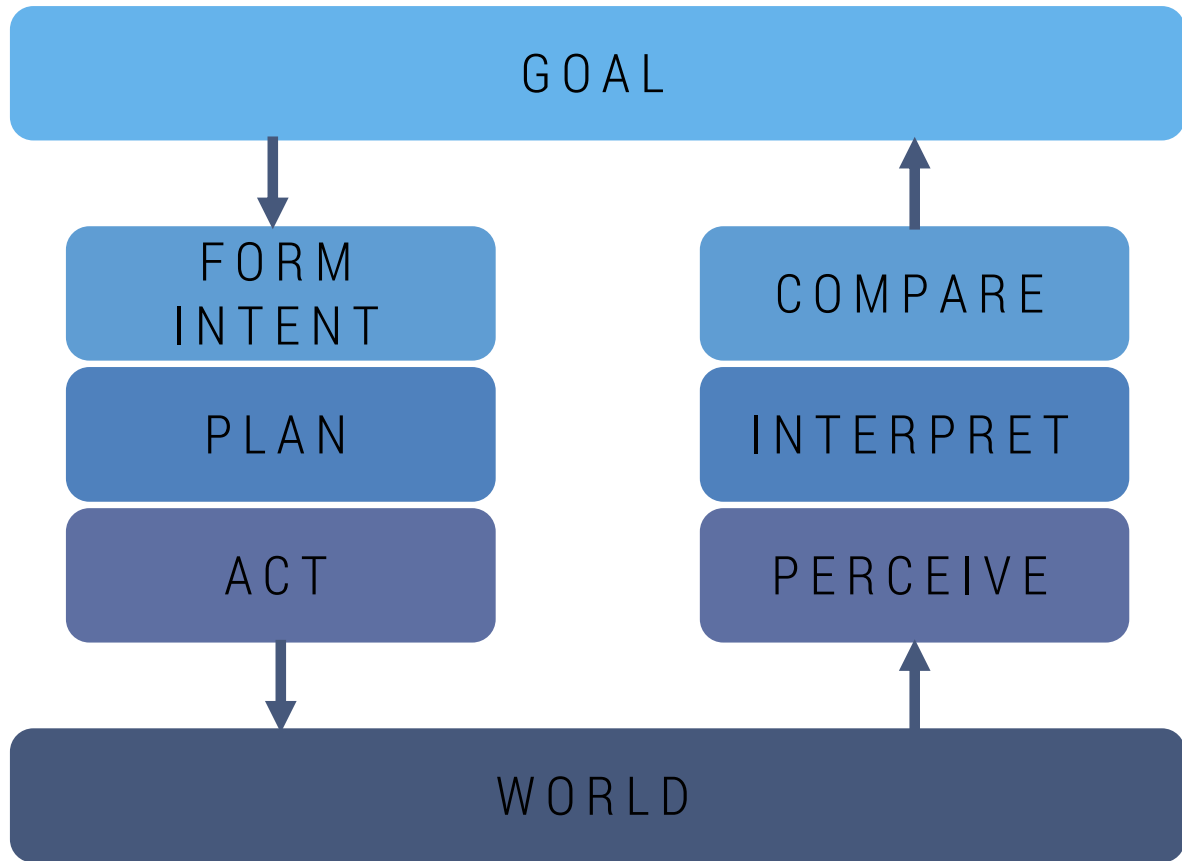 GOAL
FORM
INTENT
PLAN
ACT
COMPARE
INTERPRET
PERCEIVE
WORLD